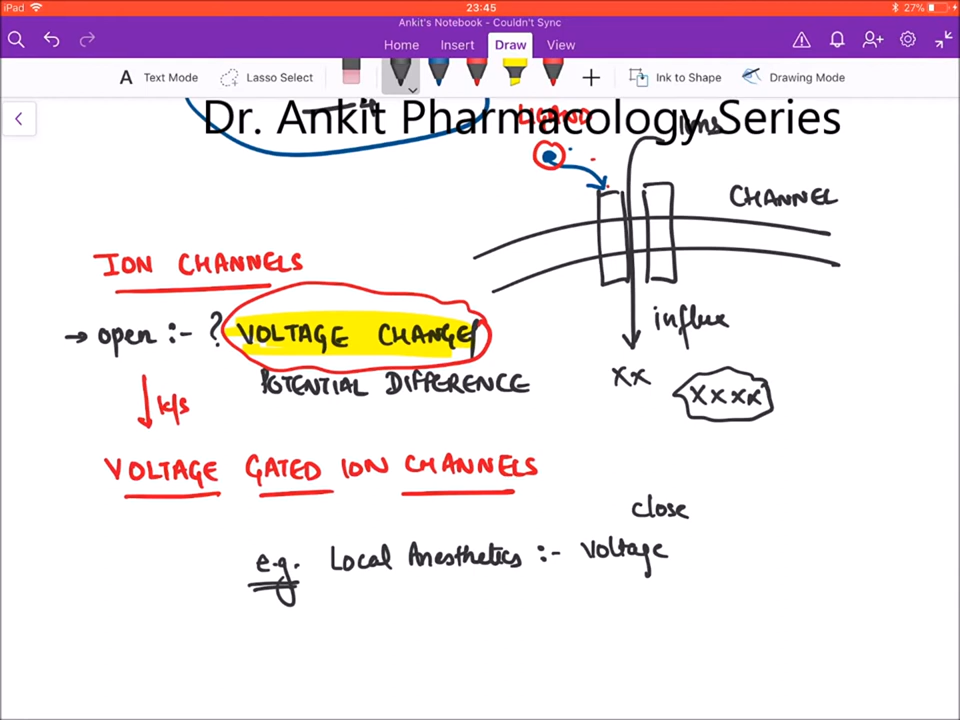 iPad 23:45 27%
Ankit's Notebook - Couldn't Sync
Home Insert Draw View
A Text Mode Lasso Select Ink to Shape Drawing Mode
Dr. Ankit Pharmacology Series
LIGAND
Ions
CHANNEL
ION CHANNELS
→ open :- ? VOLTAGE CHANGE
influx
POTENTIAL DIFFERENCE
XX
XXXX
k/s
VOLTAGE GATED ION CHANNELS
close
e.g. Local Anesthetics :- Voltage